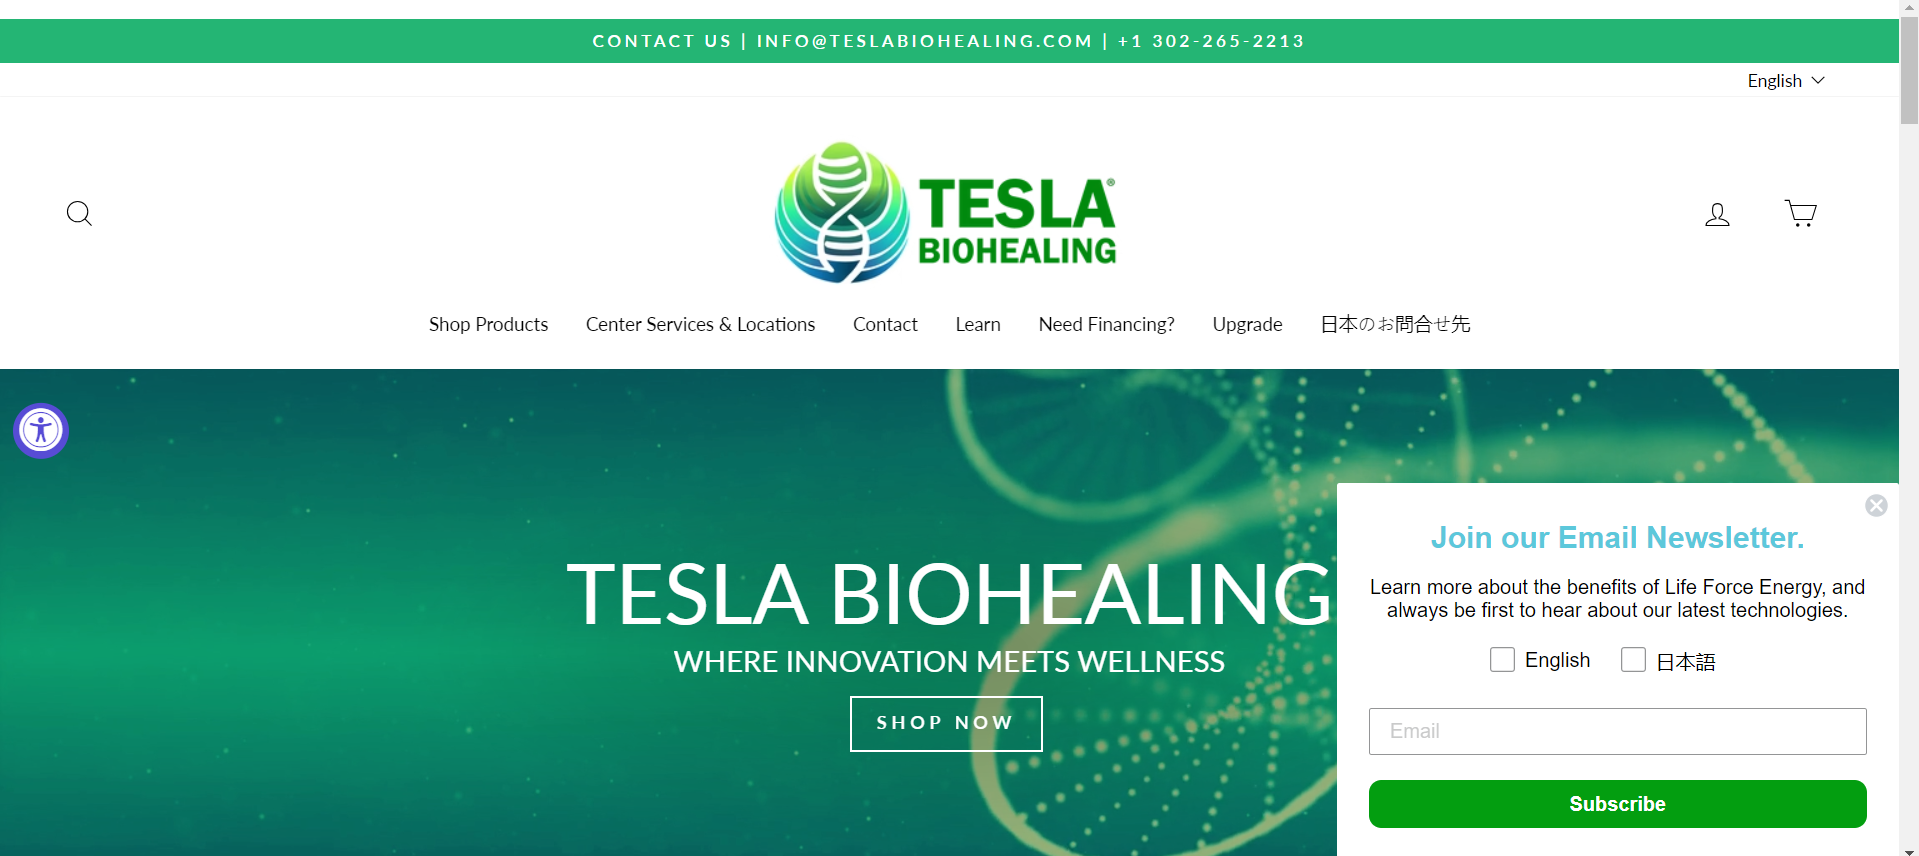 CONTACT US | INFO@TESLABIOHEALING.COM | +1 302-265-2213
English
TESLA®
BIOHEALING
Shop Products Center Services & Locations Contact Learn Need Financing? Upgrade 日本のお問合せ先
TESLA BIOHEALING
WHERE INNOVATION MEETS WELLNESS
SHOP NOW
Join our Email Newsletter.
Learn more about the benefits of Life Force Energy, and
always be first to hear about our latest technologies.
English 日本語
Email
Subscribe